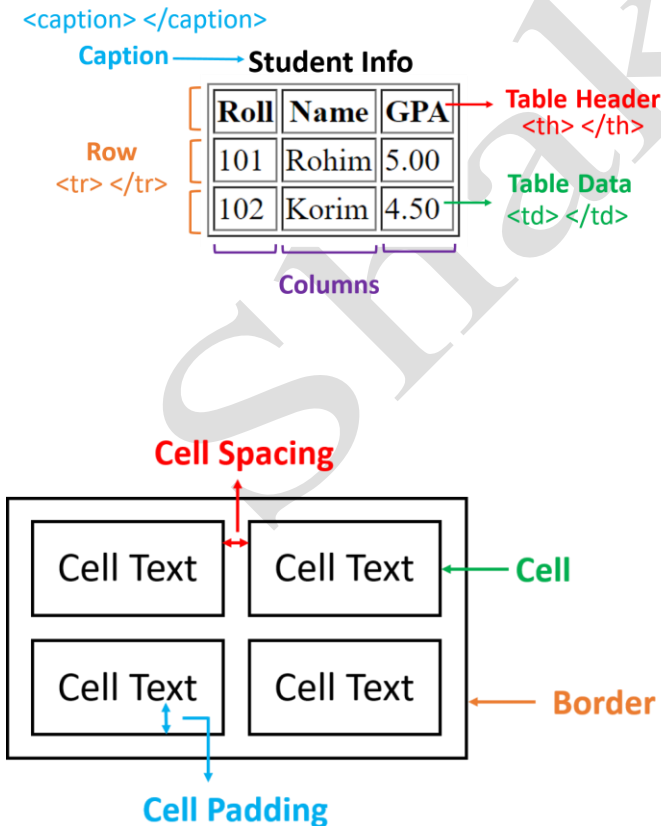 <caption> </caption>
Caption
Student Info
Roll Name GPA
Table Header
<th> </th>
Row
<tr> </tr>
101 Rohim 5.00
102 Korim 4.50
Table Data
<td> </td>
Columns
Shak
Cell Spacing
Cell Text Cell Text
Cell
Cell Text Cell Text
Border
Cell Padding